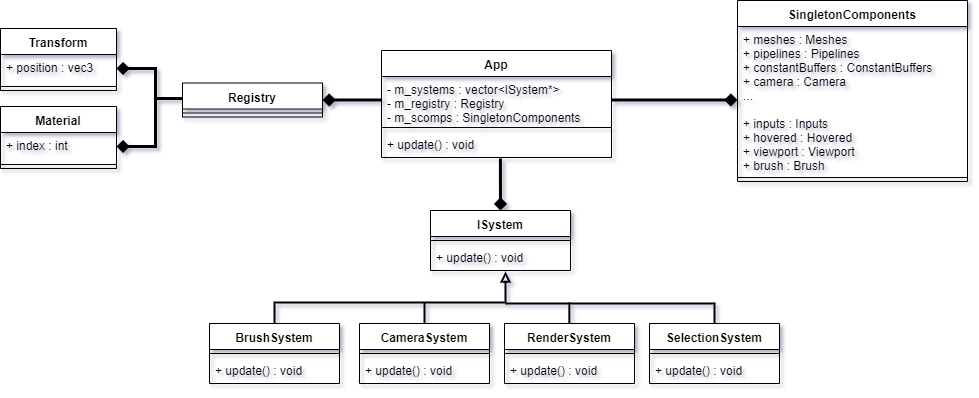 SingletonComponents
+ meshes : Meshes
+ pipelines : Pipelines
+ constantBuffers : ConstantBuffers
+ camera : Camera
...
+ inputs : Inputs
+ hovered : Hovered
+ viewport : Viewport
+ brush : Brush
Transform
+ position : vec3
Material
+ index : int
Registry
App
- m_systems : vector<ISystem*>
- m_registry : Registry
- m_scomps : SingletonComponents
+ update() : void
ISystem
+ update() : void
BrushSystem
+ update() : void
CameraSystem
+ update() : void
RenderSystem
+ update() : void
SelectionSystem
+ update() : void